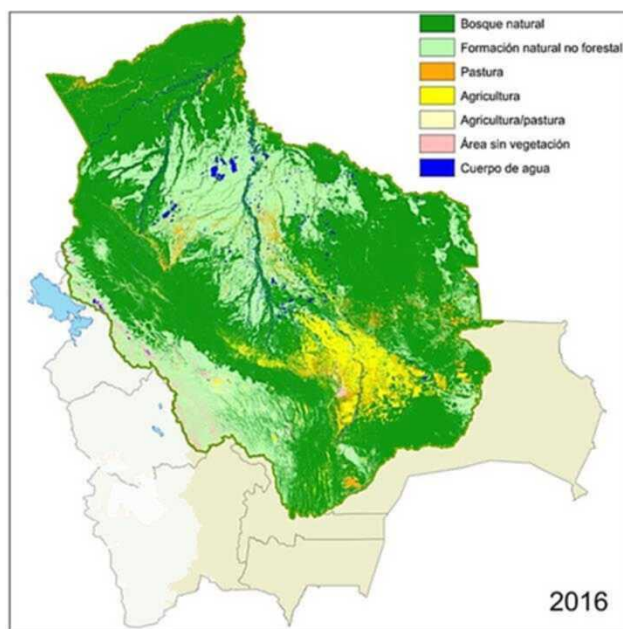 Bosque natural
Formación natural no forestal
Pastura
Agricultura
Agricultura/pastura
Área sin vegetación
Cuerpo de agua
2016